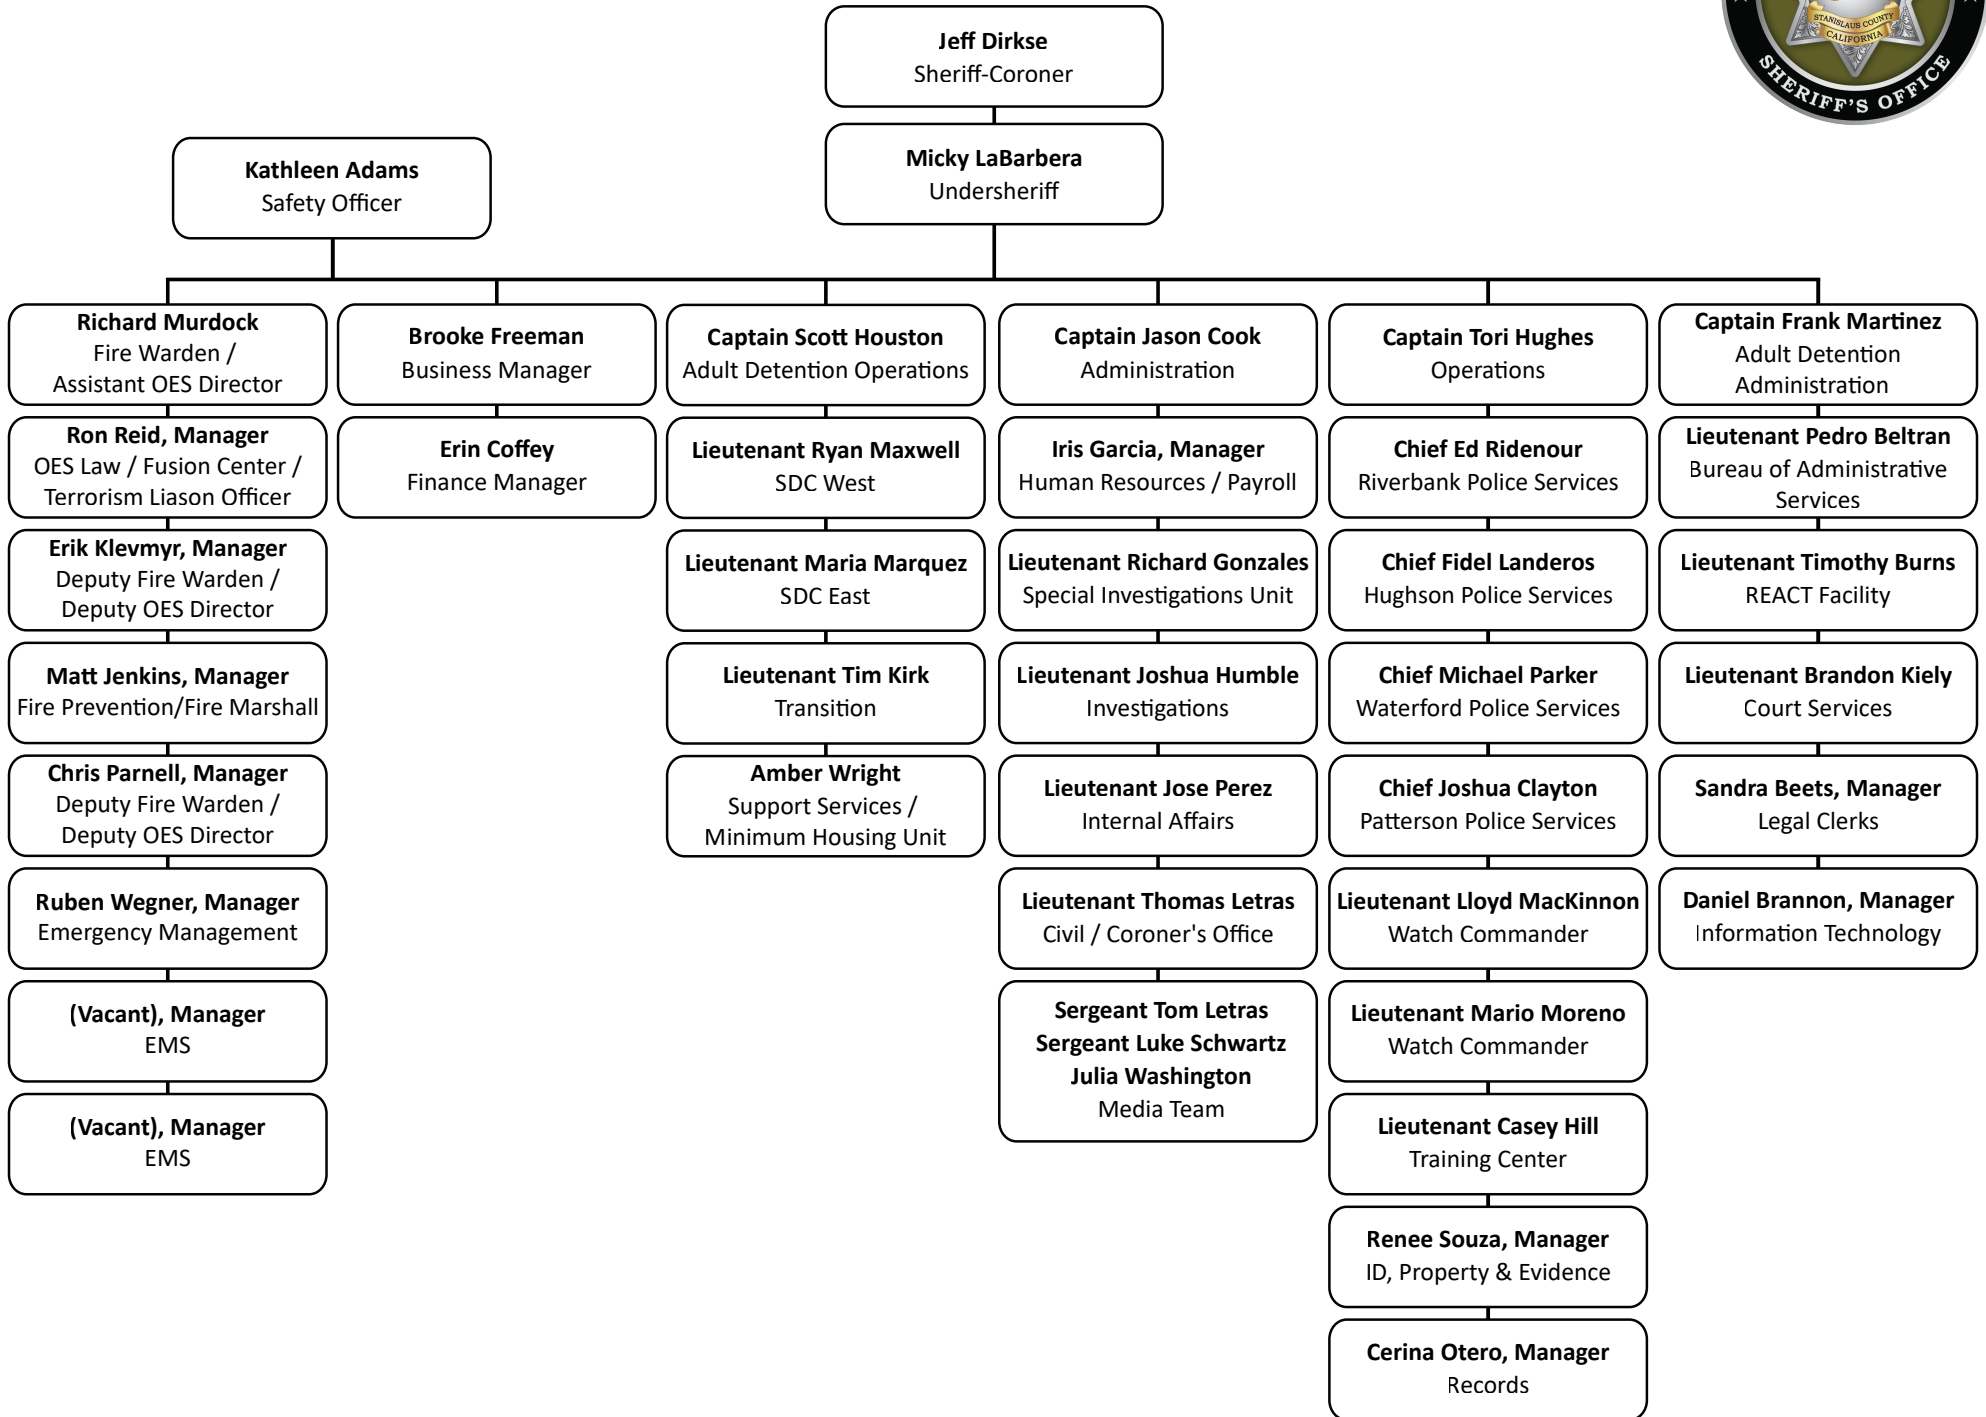 Jeff Dirkse
Sheriff-Coroner
STANISLAUS COUNTY
CALIFORNIA
SHERIFF'S OFFICE
Micky LaBarbera
Undersheriff
Kathleen Adams
Safety Officer
Richard Murdock
Fire Warden /
Assistant OES Director
Ron Reid, Manager
OES Law / Fusion Center /
Terrorism Liason Officer
Erik Klevmyr, Manager
Deputy Fire Warden /
Deputy OES Director
Matt Jenkins, Manager
Fire Prevention/Fire Marshall
Chris Parnell, Manager
Deputy Fire Warden /
Deputy OES Director
Ruben Wegner, Manager
Emergency Management
(Vacant), Manager
EMS
(Vacant), Manager
EMS
Brooke Freeman
Business Manager
Erin Coffey
Finance Manager
Captain Scott Houston
Adult Detention Operations
Lieutenant Ryan Maxwell
SDC West
Lieutenant Maria Marquez
SDC East
Lieutenant Tim Kirk
Transition
Amber Wright
Support Services /
Minimum Housing Unit
Captain Jason Cook
Administration
Iris Garcia, Manager
Human Resources / Payroll
Lieutenant Richard Gonzales
Special Investigations Unit
Lieutenant Joshua Humble
Investigations
Lieutenant Jose Perez
Internal Affairs
Lieutenant Thomas Letras
Civil / Coroner's Office
Sergeant Tom Letras
Sergeant Luke Schwartz
Julia Washington
Media Team
Captain Tori Hughes
Operations
Chief Ed Ridenour
Riverbank Police Services
Chief Fidel Landeros
Hughson Police Services
Chief Michael Parker
Waterford Police Services
Chief Joshua Clayton
Patterson Police Services
Lieutenant Lloyd MacKinnon
Watch Commander
Lieutenant Mario Moreno
Watch Commander
Lieutenant Casey Hill
Training Center
Renee Souza, Manager
ID, Property & Evidence
Cerina Otero, Manager
Records
Captain Frank Martinez
Adult Detention
Administration
Lieutenant Pedro Beltran
Bureau of Administrative
Services
Lieutenant Timothy Burns
REACT Facility
Lieutenant Brandon Kiely
Court Services
Sandra Beets, Manager
Legal Clerks
Daniel Brannon, Manager
Information Technology